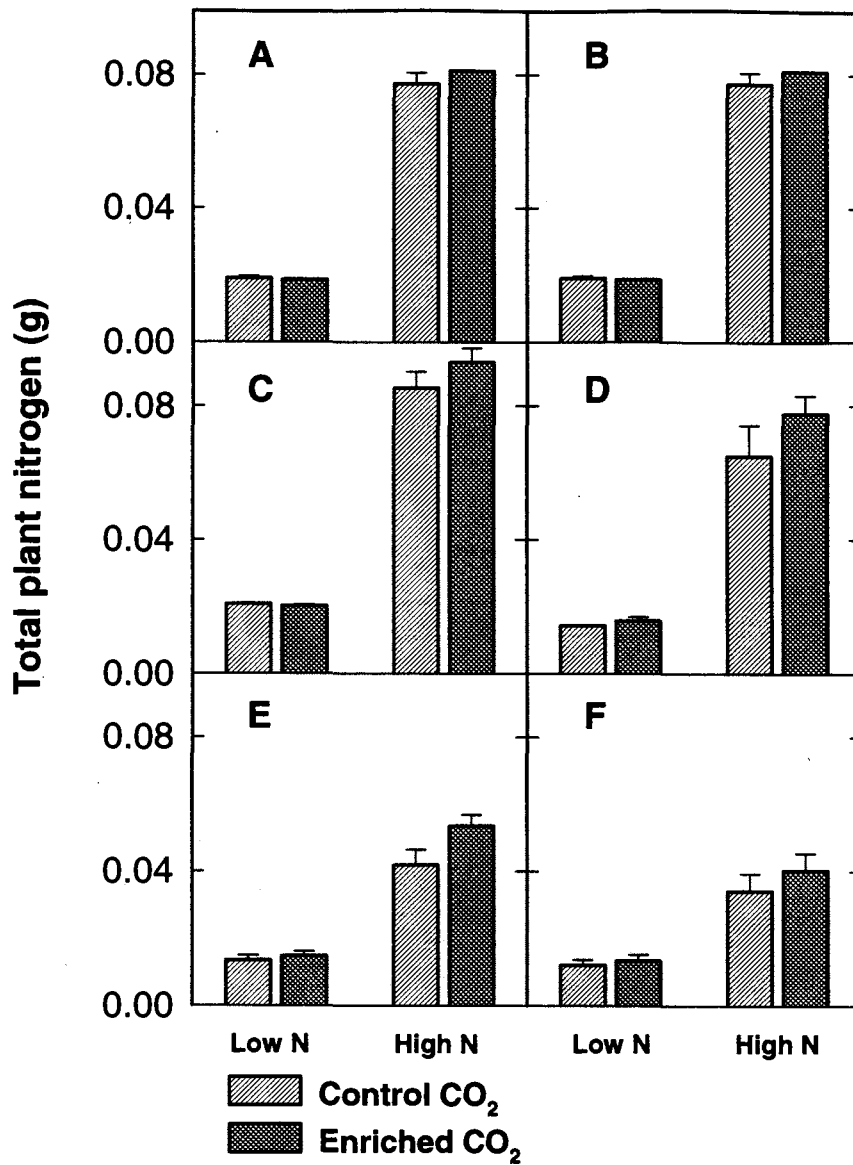 Total plant nitrogen (g)
0.08
0.04
0.00
A
B
0.08
0.04
0.00
C
D
0.08
0.04
0.00
E
F
Low N
High N
Low N
High N
Control CO₂
Enriched CO₂